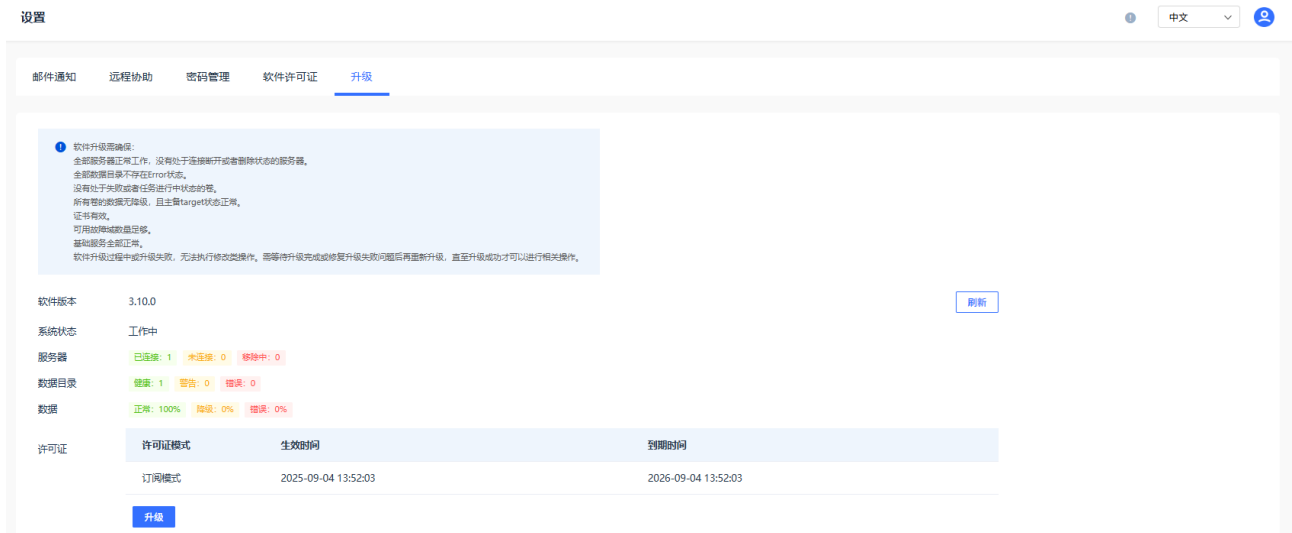 设置
中文
邮件通知 远程协助 密码管理 软件许可证 升级
软件升级需确保:
全部服务器正常工作，没有处于连接断开或者删除状态的服务器。
全部数据目录不存在Error状态。
没有处于失败或者任务进行中状态的卷。
所有卷的数据无降级，且主备target状态正常。
证书有效。
可用故障域数量足够。
基础服务全部正常。
软件升级过程中或升级失败，无法执行修改类操作。需等待升级完成或修复升级失败问题后再重新升级，直至升级成功才可以进行相关操作。
软件版本 3.10.0 刷新
系统状态 工作中
服务器 已连接: 1 未连接: 0 移除中: 0
数据目录 健康: 1 警告: 0 错误: 0
数据 正常: 100% 降级: 0% 错误: 0%
许可证 许可证模式 生效时间 到期时间
订阅模式 2025-09-04 13:52:03 2026-09-04 13:52:03
升级